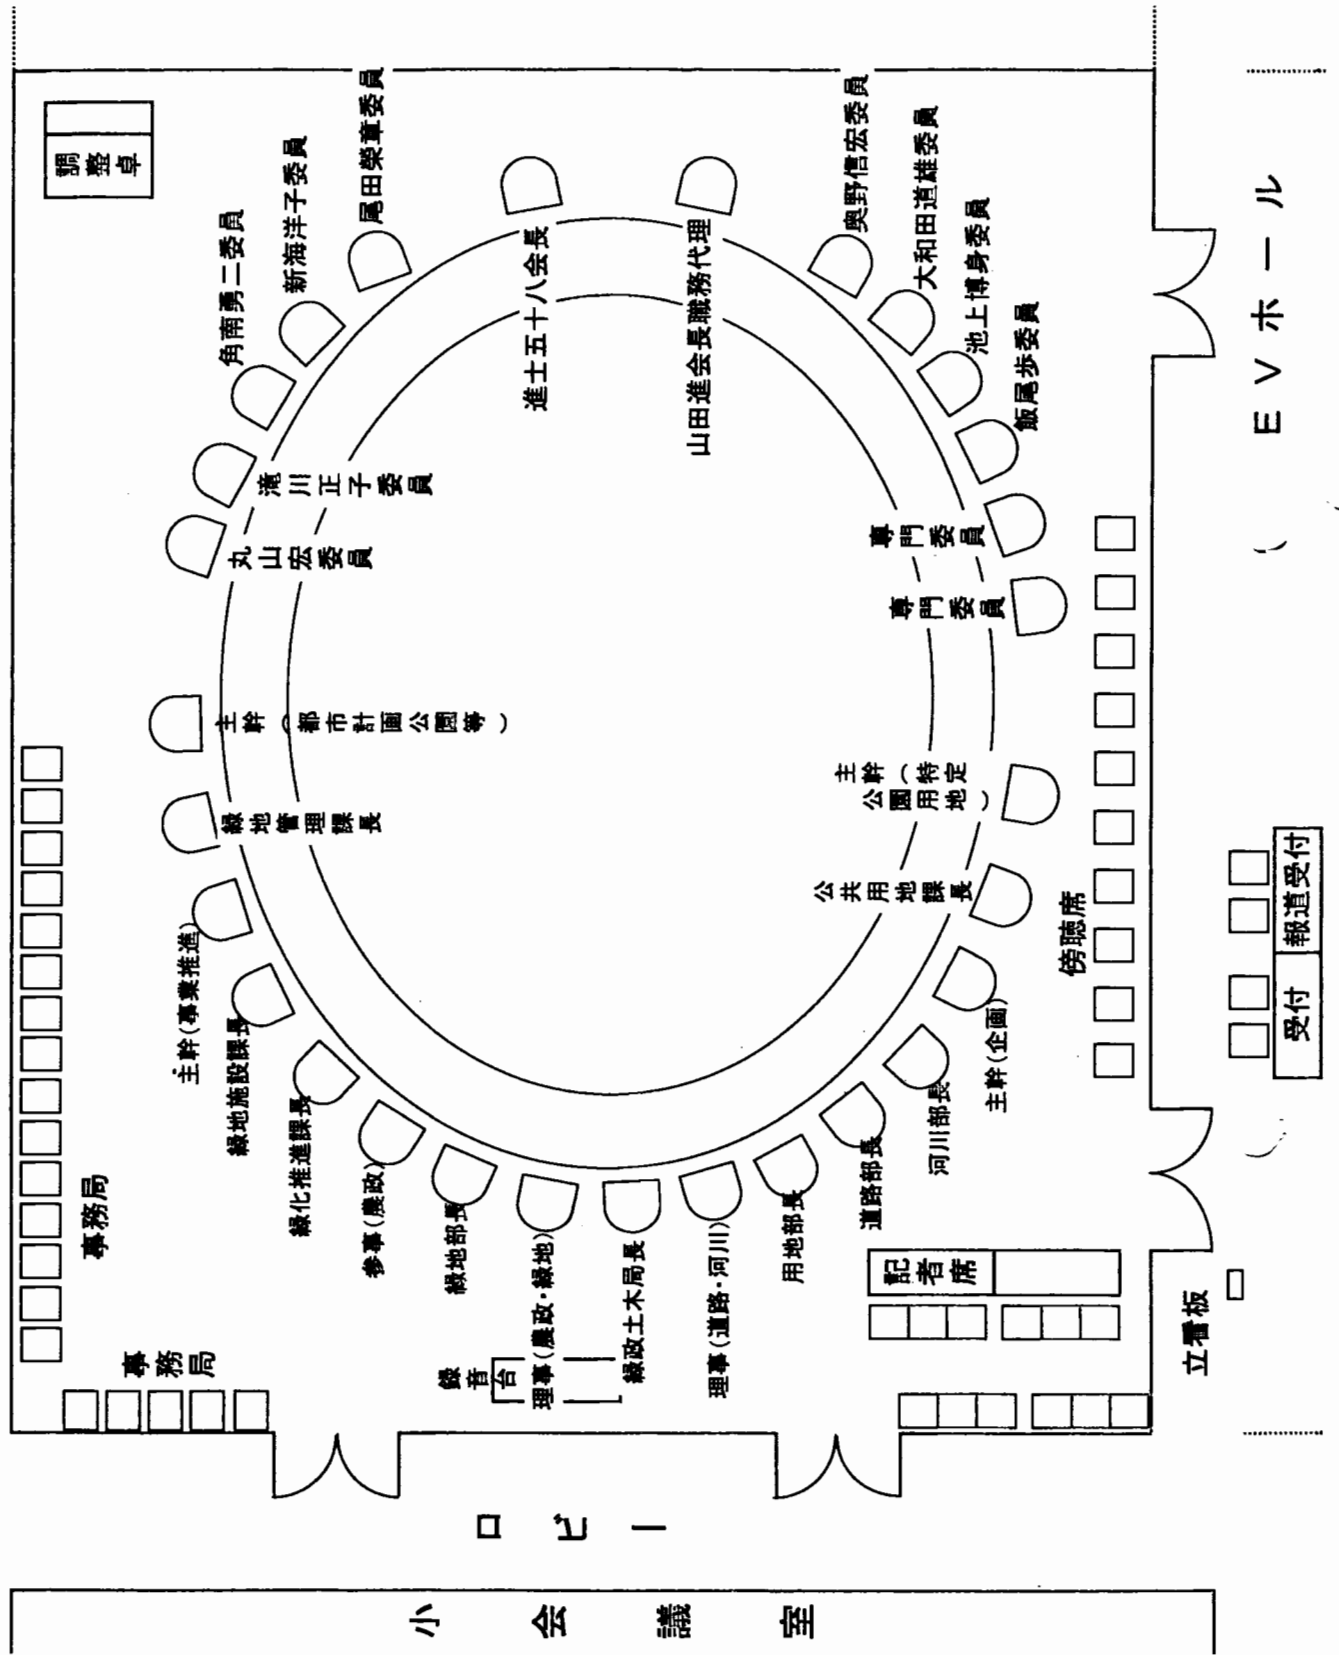 調整卓
尾田榮章委員
新海洋子委員
角南勇二委員
滝川正子委員
丸山宏委員
進士五十八会長
山田進会長職務代理
奥野信宏委員
大和田道雄委員
池上博身委員
飯尾歩委員
専門委員
専門委員
主幹(都市計画公園等)
緑地管理課長
主幹(事業推進)
緑地施設課長
緑化推進課長
参事(農政)
緑地部長
理事(農政・緑地)
緑政土木局長
理事(道路・河川)
用地部長
道路部長
河川部長
主幹(企画)
公共用地課長
主幹(特定
公園用地)
傍聴席
事務局
事務局
録音台
記者席
EVホール
報道受付
受付
立看板
ロビー
小会議室